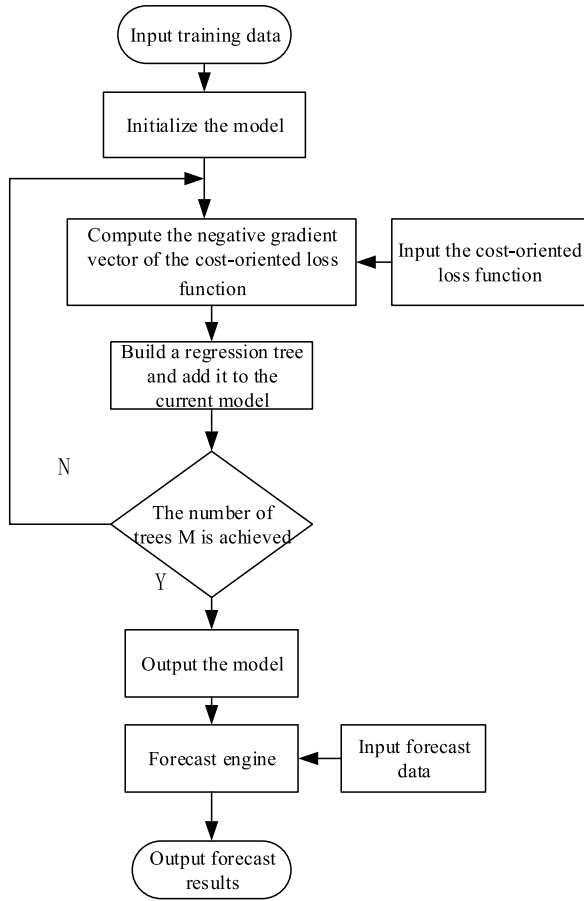 Input training data
Initialize the model
Compute the negative gradient
vector of the cost-oriented loss
function
Input the cost-oriented
loss function
Build a regression tree
and add it to the
current model
N
The number of
trees M is achieved
Y
Output the model
Forecast engine
Input forecast
data
Output forecast
results